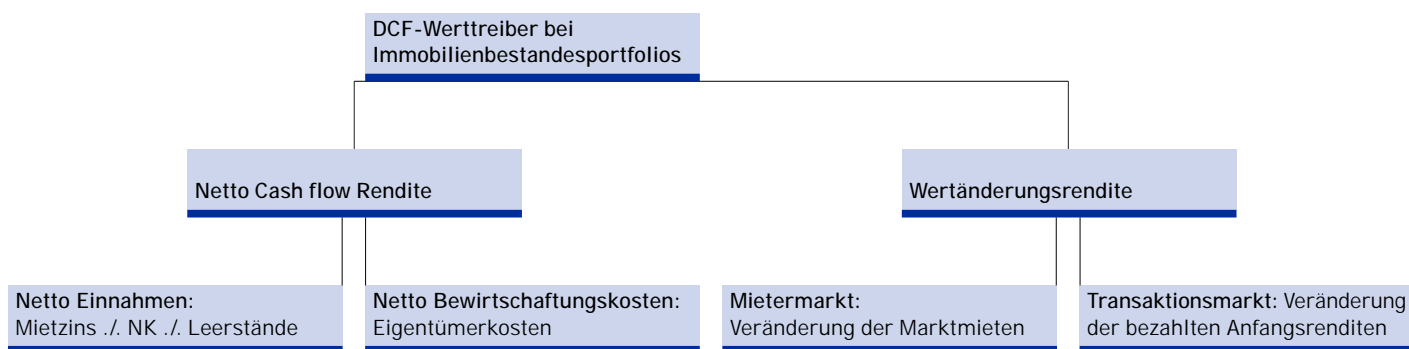 DCF-Werttreiber bei
Immobilienbestandesportfolios
Netto Cash flow Rendite
Wertänderungsrendite
Netto Einnahmen:
Mietzins ./. NK ./. Leerstände
Netto Bewirtschaftungskosten:
Eigentümerkosten
Mietermarkt:
Veränderung der Marktmieten
Transaktionsmarkt: Veränderung
der bezahlten Anfangsrenditen